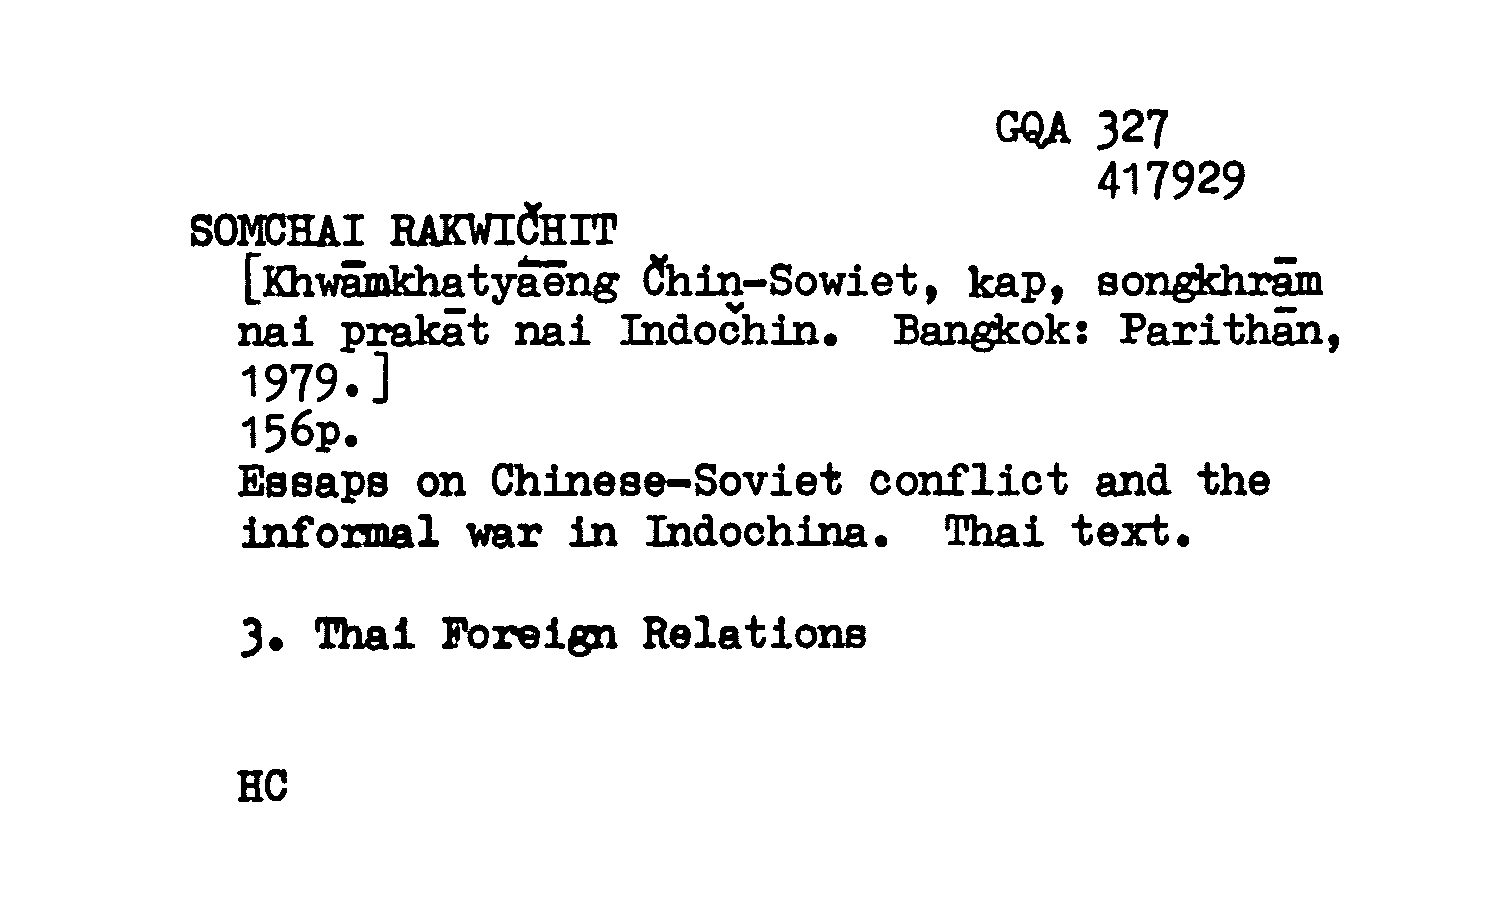 GQA 327
417929
SOMCHAI RAKWIČHIT
[Khwāmkhatyāēng Čhin-Sowiet, kap, songkhrām
nai prakāt nai Indočhin. Bangkok: Parithān,
1979.]
156p.
Essaps on Chinese-Soviet conflict and the
informal war in Indochina. Thai text.
3. Thai Foreign Relations
HC